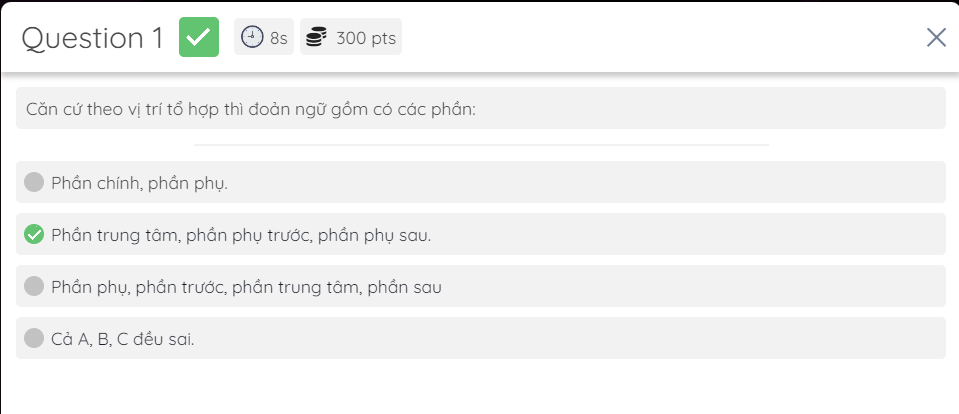 Question 1 8s 300 pts
Căn cứ theo vị trí tổ hợp thì đoản ngữ gồm có các phần:
Phần chính, phần phụ.
Phần trung tâm, phần phụ trước, phần phụ sau.
Phần phụ, phần trước, phần trung tâm, phần sau
Cả A, B, C đều sai.